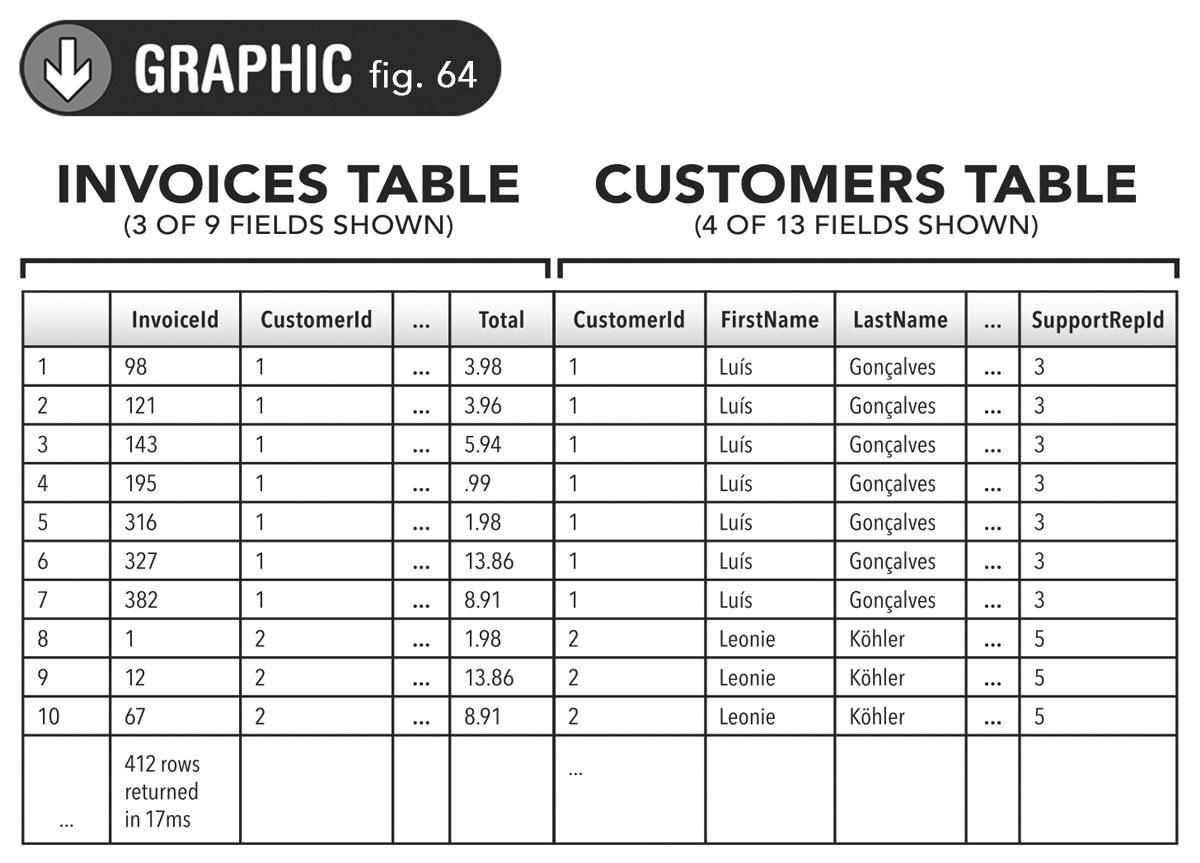 GRAPHIC fig. 64
INVOICES TABLE CUSTOMERS TABLE
(3 OF 9 FIELDS SHOWN) (4 OF 13 FIELDS SHOWN)
InvoiceId CustomerId ... Total CustomerId FirstName LastName ... SupportRepId
1 98 1 ... 3.98 1 Luís Gonçalves ... 3
2 121 1 ... 3.96 1 Luís Gonçalves ... 3
3 143 1 ... 5.94 1 Luís Gonçalves ... 3
4 195 1 ... .99 1 Luís Gonçalves ... 3
5 316 1 ... 1.98 1 Luís Gonçalves ... 3
6 327 1 ... 13.86 1 Luís Gonçalves ... 3
7 382 1 ... 8.91 1 Luís Gonçalves ... 3
8 1 2 ... 1.98 2 Leonie Köhler ... 5
9 12 2 ... 13.86 2 Leonie Köhler ... 5
10 67 2 ... 8.91 2 Leonie Köhler ... 5
412 rows ...
returned
... in 17ms